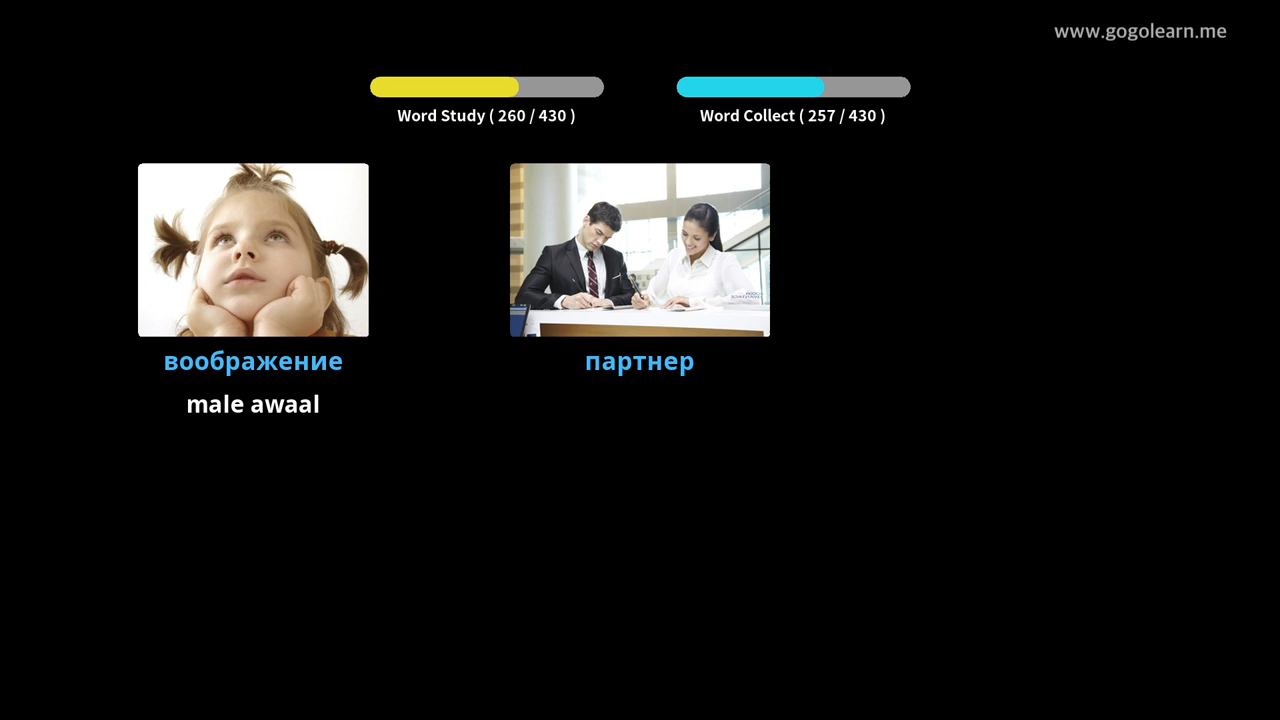 www.gogolearn.me
Word Study ( 260 / 430 )
Word Collect ( 257 / 430 )
воображение
партнер
male awaal